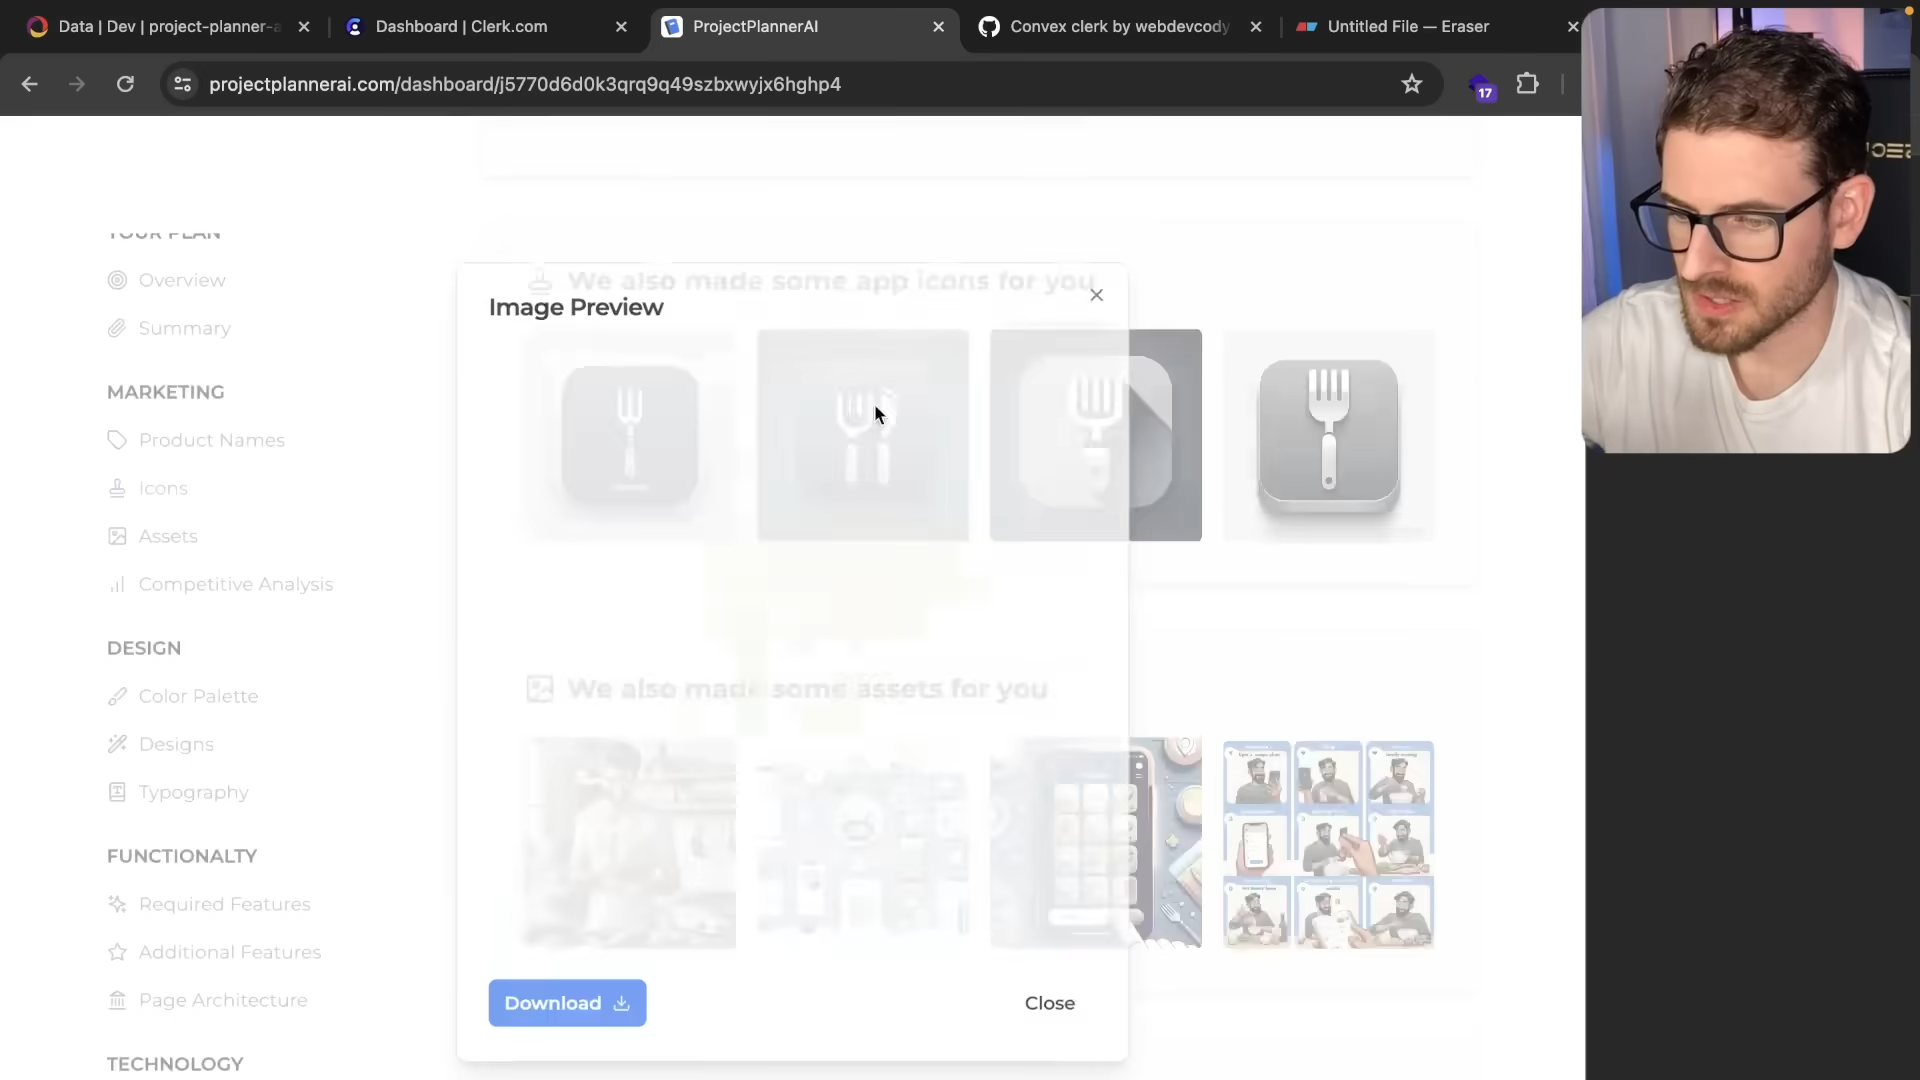 Data | Dev | project-planner-a
Dashboard | Clerk.com
ProjectPlannerAI
Convex clerk by webdevcody
Untitled File — Eraser
projectplannerai.com/dashboard/j5770d6d0k3qrq9q49szbxwyjx6hghp4
17
YOUR PLAN
Overview
Summary
MARKETING
Product Names
Icons
Assets
Competitive Analysis
DESIGN
Color Palette
Designs
Typography
FUNCTIONALTY
Required Features
Additional Features
Page Architecture
TECHNOLOGY
We also made some app icons for you
Image Preview
We also made some assets for you
Download
Close